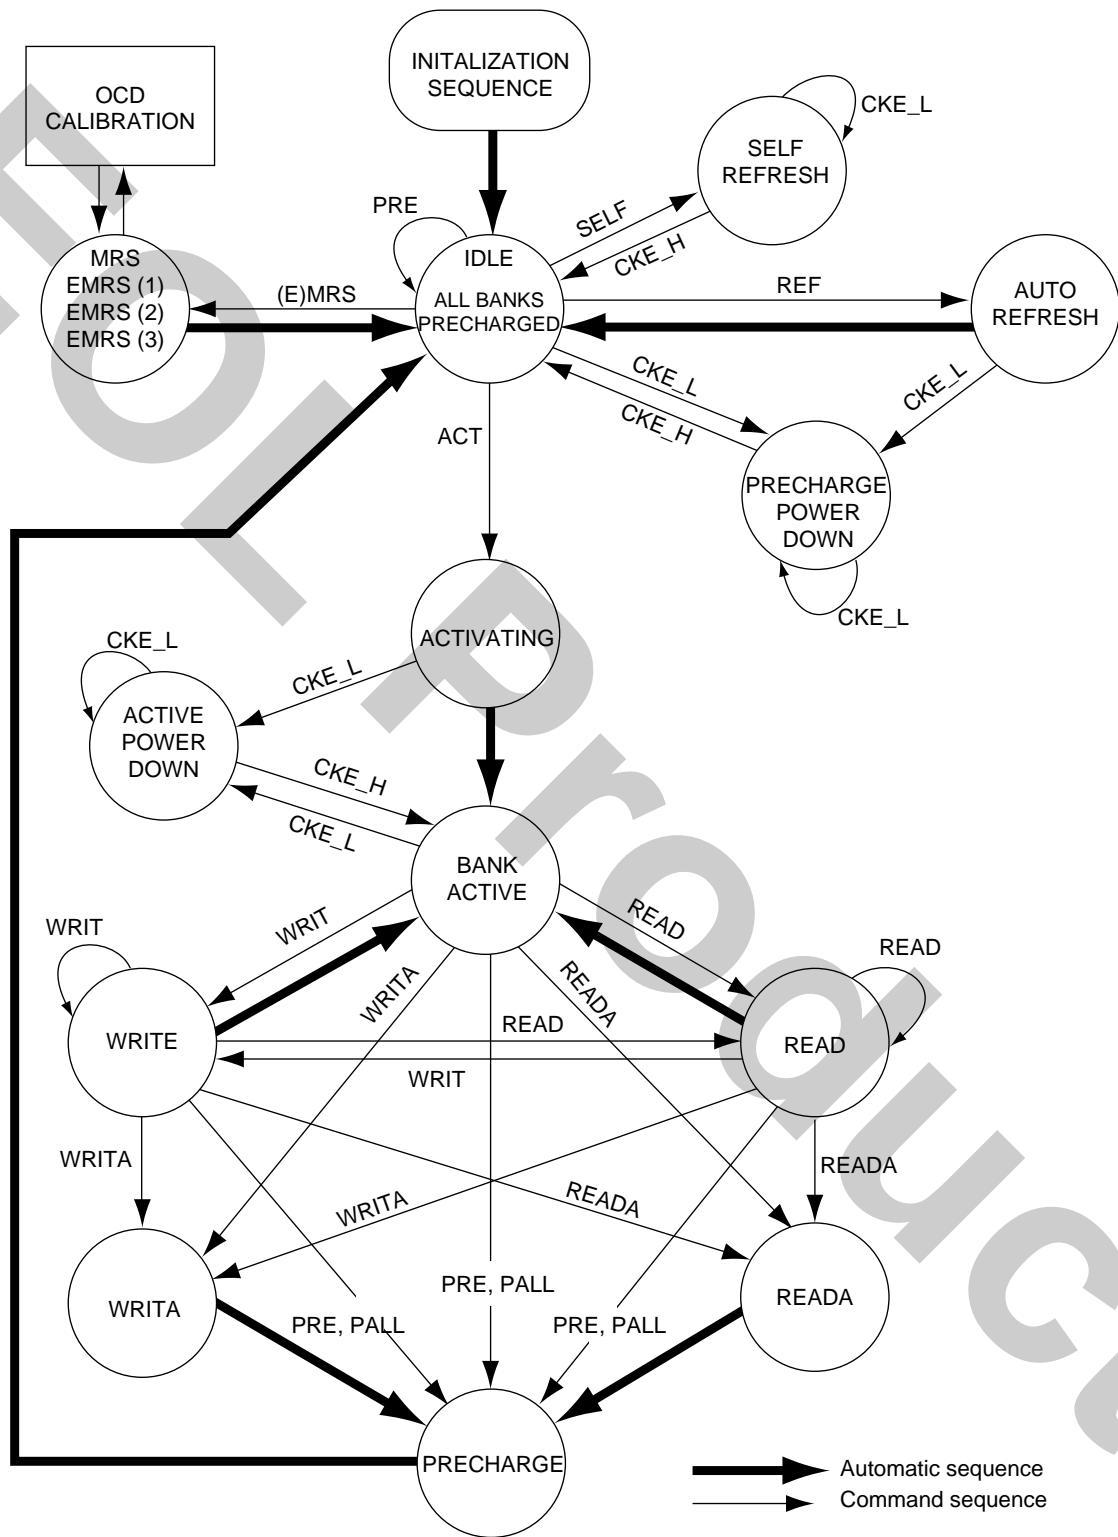 INITALIZATION
SEQUENCE
OCD
CALIBRATION
CKE_L
SELF
REFRESH
PRE
SELF
CKE_H
MRS
EMRS (1)
EMRS (2)
EMRS (3)
(E)MRS
IDLE
ALL BANKS
PRECHARGED
REF
AUTO
REFRESH
CKE_L
CKE_H
CKE_L
ACT
PRECHARGE
POWER
DOWN
CKE_L
ACTIVATING
CKE_L
CKE_L
ACTIVE
POWER
DOWN
CKE_H
CKE_L
BANK
ACTIVE
WRIT
WRIT
READ
READ
WRITA
READA
WRITE
READ
WRIT
READ
WRITA
WRITA
READA
READA
WRITA
PRE, PALL
PRE, PALL
PRE, PALL
READA
PRECHARGE
Automatic sequence
Command sequence
EOL Product